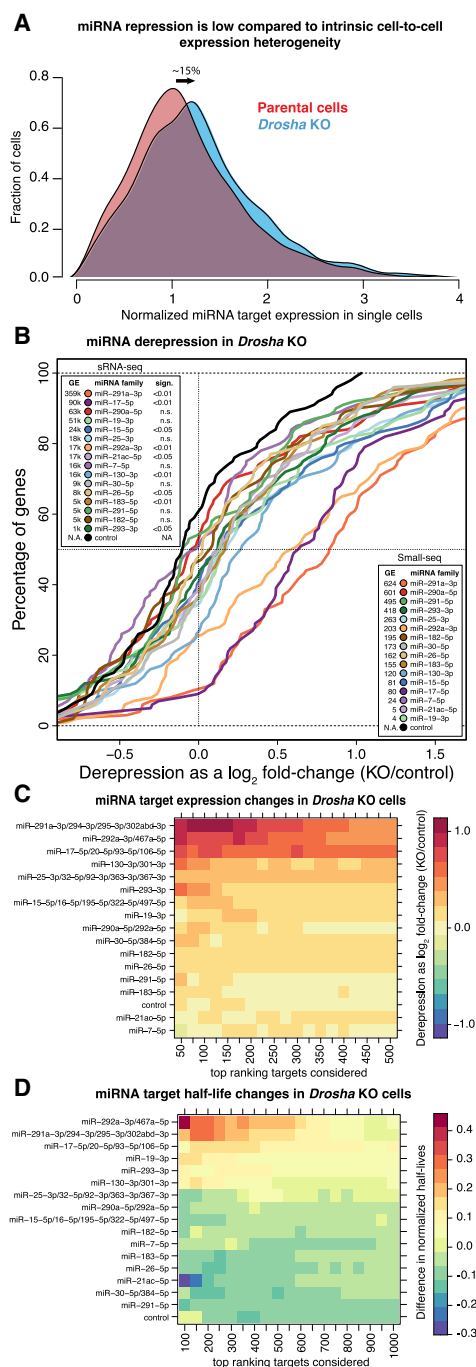 A
miRNA repression is low compared to intrinsic cell-to-cell
expression heterogeneity
~15%
Parental cells
Drosha KO
Fraction of cells
0.8
0.6
0.4
0.2
0.0
0 1 2 3 4
Normalized miRNA target expression in single cells
B
miRNA derepression in Drosha KO
sRNA-seq
GE miRNA family sign.
359k miR-291a-3p <0.01
90k miR-17-5p <0.01
63k miR-290a-5p n.s.
51k miR-19-3p n.s.
24k miR-15-5p <0.05
18k miR-25-3p n.s.
17k miR-292a-3p <0.01
17k miR-21ac-5p <0.05
16k miR-7-5p n.s.
16k miR-130-3p <0.01
9k miR-30-5p n.s.
8k miR-26-5p <0.05
6k miR-183-5p <0.01
5k miR-291-5p n.s.
5k miR-182-5p n.s.
1k miR-293-3p <0.05
N.A. control NA
Small-seq
GE miRNA family
624 miR-291a-3p
601 miR-290a-5p
495 miR-291-5p
418 miR-293-3p
263 miR-25-3p
203 miR-292a-3p
195 miR-182-5p
173 miR-30-5p
162 miR-26-5p
155 miR-183-5p
120 miR-130-3p
81 miR-15-5p
80 miR-17-5p
24 miR-7-5p
5 miR-21ac-5p
4 miR-19-3p
N.A. control
Percentage of genes
100
80
60
40
20
0
−0.5 0.0 0.5 1.0 1.5
Derepression as a log2 fold-change (KO/control)
C
miRNA target expression changes in Drosha KO cells
miR-291a-3p/294-3p/295-3p/302abd-3p
miR-292a-3p/467a-5p
miR-17-5p/20-5p/93-5p/106-5p
miR-130-3p/301-3p
miR-25-3p/32-5p/92-3p/363-3p/367-3p
miR-293-3p
miR-15-5p/16-5p/195-5p/322-5p/497-5p
miR-19-3p
miR-290a-5p/292a-5p
miR-30-5p/384-5p
miR-182-5p
miR-26-5p
miR-291-5p
miR-183-5p
control
miR-21ac-5p
miR-7-5p
50 100 150 200 250 300 350 400 450 500
top ranking targets considered
1.0
0.0
−1.0
Derepression as log2 fold-change (KO/control)
D
miRNA target half-life changes in Drosha KO cells
miR-292a-3p/467a-5p
miR-291a-3p/294-3p/295-3p/302abd-3p
miR-17-5p/20-5p/93-5p/106-5p
miR-19-3p
miR-293-3p
miR-130-3p/301-3p
miR-25-3p/32-5p/92-3p/363-3p/367-3p
miR-290a-5p/292a-5p
miR-15-5p/16-5p/195-5p/322-5p/497-5p
miR-182-5p
miR-7-5p
miR-183-5p
miR-26-5p
miR-21ac-5p
miR-30-5p/384-5p
miR-291-5p
control
100 200 300 400 500 600 700 800 900 1000
top ranking targets considered
0.4
0.3
0.2
0.1
0.0
-0.1
-0.2
-0.3
Difference in normalized half-lives